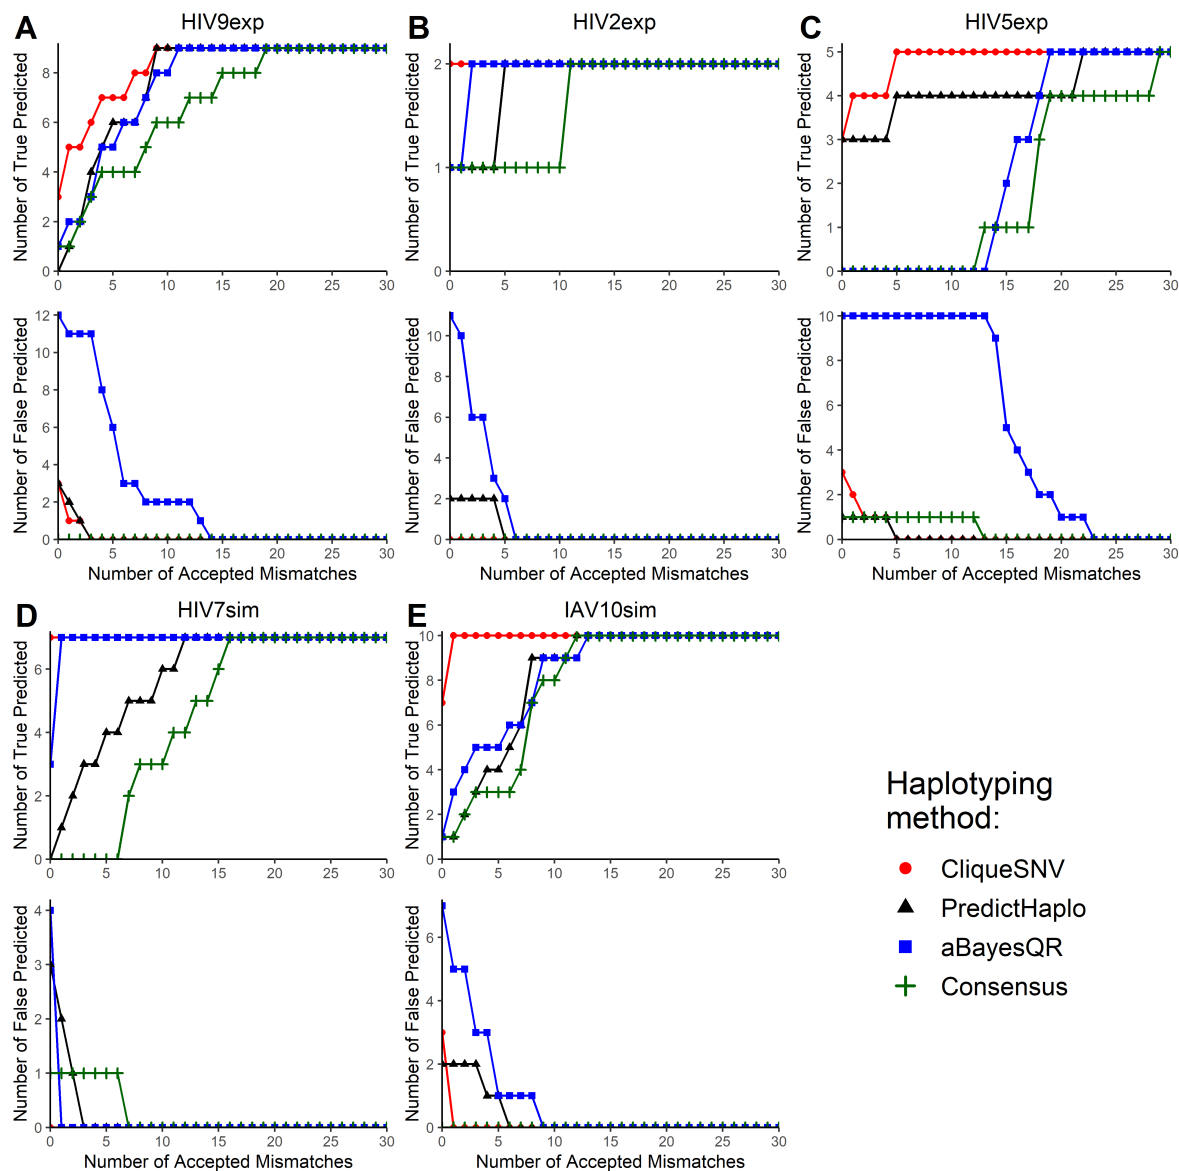 A
HIV9exp
B
HIV2exp
C
HIV5exp
Number of True Predicted
8
6
4
2
0
0 5 10 15 20 25 30
Number of True Predicted
2
1
0
0 5 10 15 20 25 30
Number of True Predicted
5
4
3
2
1
0
0 5 10 15 20 25 30
Number of False Predicted
12
10
8
6
4
2
0
0 5 10 15 20 25 30
Number of Accepted Mismatches
Number of False Predicted
10
8
6
4
2
0
0 5 10 15 20 25 30
Number of Accepted Mismatches
Number of False Predicted
10
8
6
4
2
0
0 5 10 15 20 25 30
Number of Accepted Mismatches
D
HIV7sim
E
IAV10sim
Number of True Predicted
6
4
2
0
0 5 10 15 20 25 30
Number of True Predicted
10
8
6
4
2
0
0 5 10 15 20 25 30
Number of False Predicted
4
3
2
1
0
0 5 10 15 20 25 30
Number of Accepted Mismatches
Number of False Predicted
6
4
2
0
0 5 10 15 20 25 30
Number of Accepted Mismatches
Haplotyping
method:
CliqueSNV
PredictHaplo
aBayesQR
Consensus